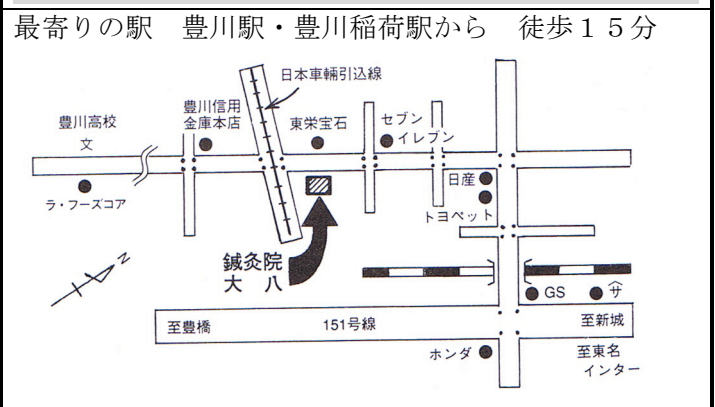 最寄りの駅　豊川駅・豊川稲荷駅から　徒歩１５分
日本車輛引込線
豊川信用
金庫本店
豊川高校
文
東栄宝石
セブン
イレブン
ラ・フーズコア
日産
トヨペット
鍼灸院
大八
N
GS
サ
至豊橋
151号線
至新城
ホンダ
至東名
インター